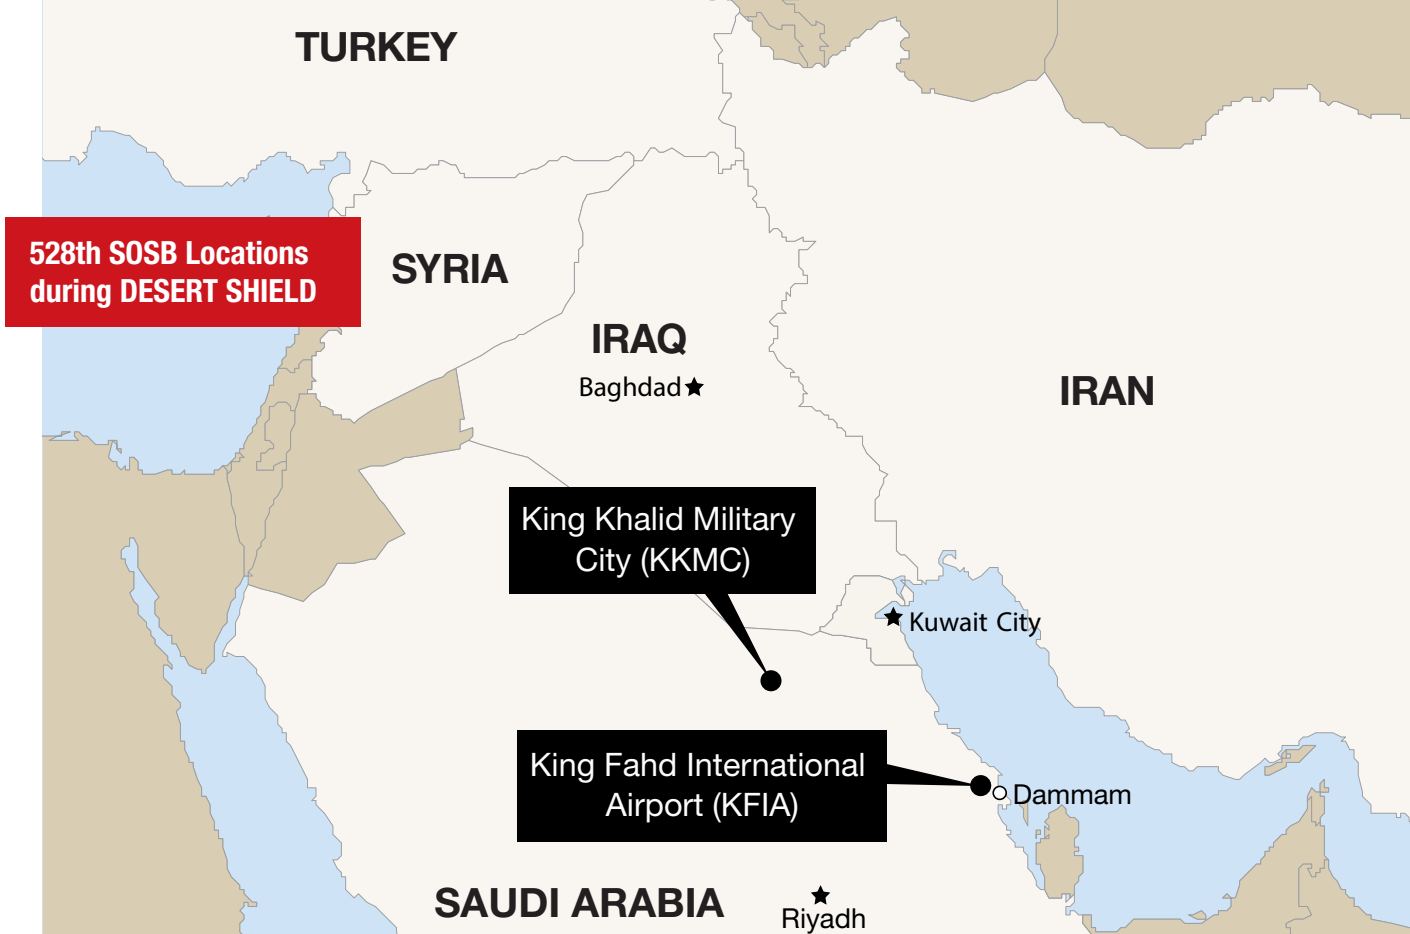 TURKEY
528th SOSB Locations
during DESERT SHIELD
SYRIA
IRAQ
Baghdad
IRAN
King Khalid Military
City (KKMC)
Kuwait City
King Fahd International
Airport (KFIA)
Dammam
SAUDI ARABIA
Riyadh